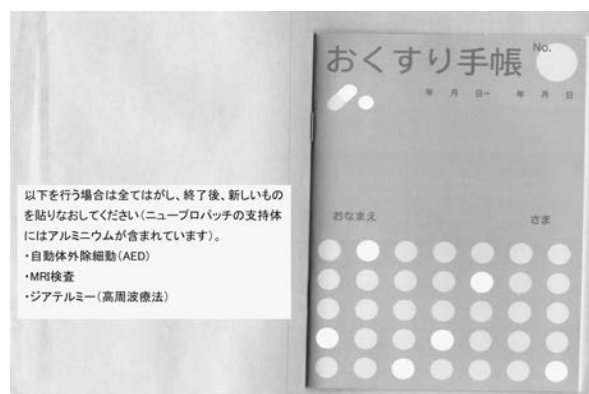 以下を行う場合は全てはがし、終了後、新しいもの
を貼りなおしてください(ニュープロパッチの支持体
にはアルミニウムが含まれています)。
・自動体外除細動(AED)
・MRI検査
・ジアテルミー(高周波療法)
おくすり手帳 No.
年 月 日~ 年 月 日
おなまえ さま